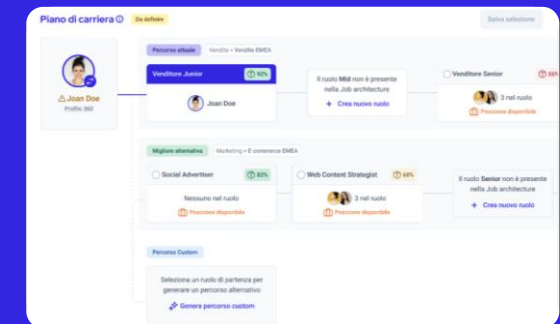 Piano di carriera
Da definire
Salva selezione
Joan Doe
Profilo 360
Percorso attuale
Vendite • Vendite EMEA
Venditore Junior
92%
Joan Doe
Il ruolo Mid non è presente
nella Job architecture
+ Crea nuovo ruolo
Venditore Senior
3 nel ruolo
Posizione disponibile
Migliore alternativa
Marketing • E-commerce EMEA
Social Advertiser
82%
Nessuno nel ruolo
Posizione disponibile
Web Content Strategist
68%
3 nel ruolo
Posizione disponibile
Il ruolo Senior non è presente
nella Job architecture
+ Crea nuovo ruolo
Percorso Custom
Seleziona un ruolo di partenza per
generare un percorso alternativo
Genera percorso custom